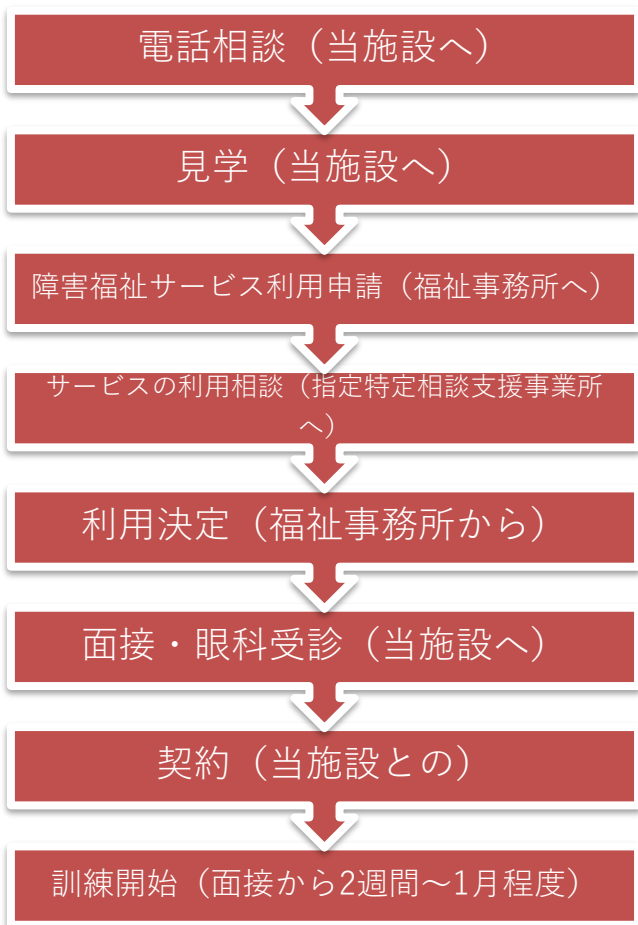 電話相談（当施設へ）
見学（当施設へ）
障害福祉サービス利用申請（福祉事務所へ）
サービスの利用相談（指定特定相談支援事業所
へ）
利用決定（福祉事務所から）
面接・眼科受診（当施設へ）
契約（当施設との）
訓練開始（面接から2週間～1月程度）